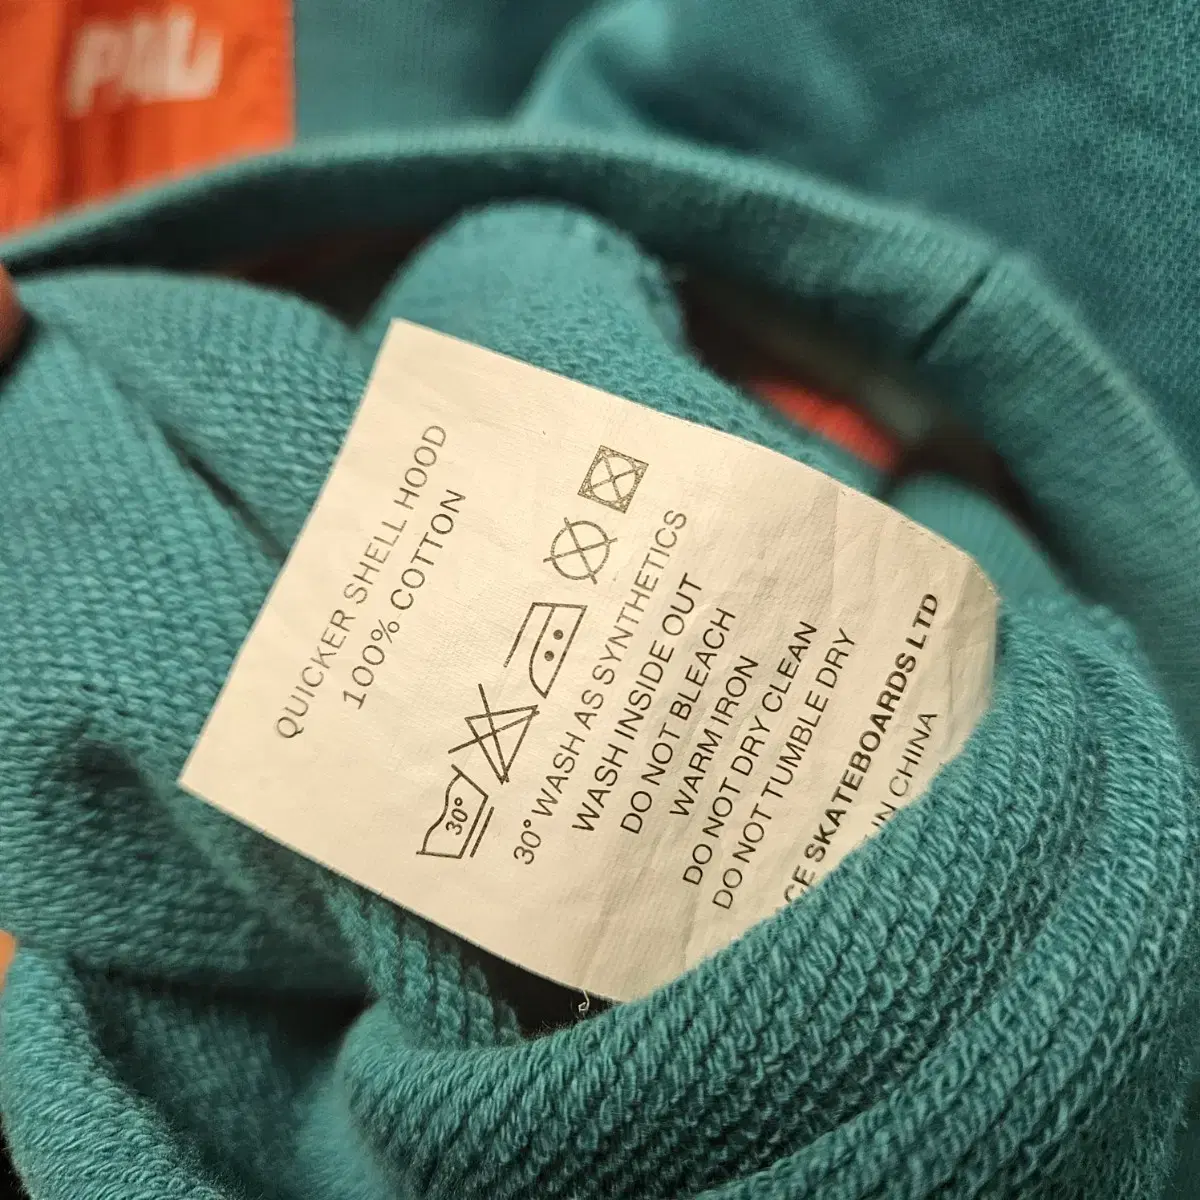 QUICKER SHELL HOOD
100% COTTON
30°
30° WASH AS SYNTHETICS
WASH INSIDE OUT
DO NOT BLEACH
WARM IRON
DO NOT DRY CLEAN
DO NOT TUMBLE DRY
CE SKATEBOARDS LTD
IN CHINA